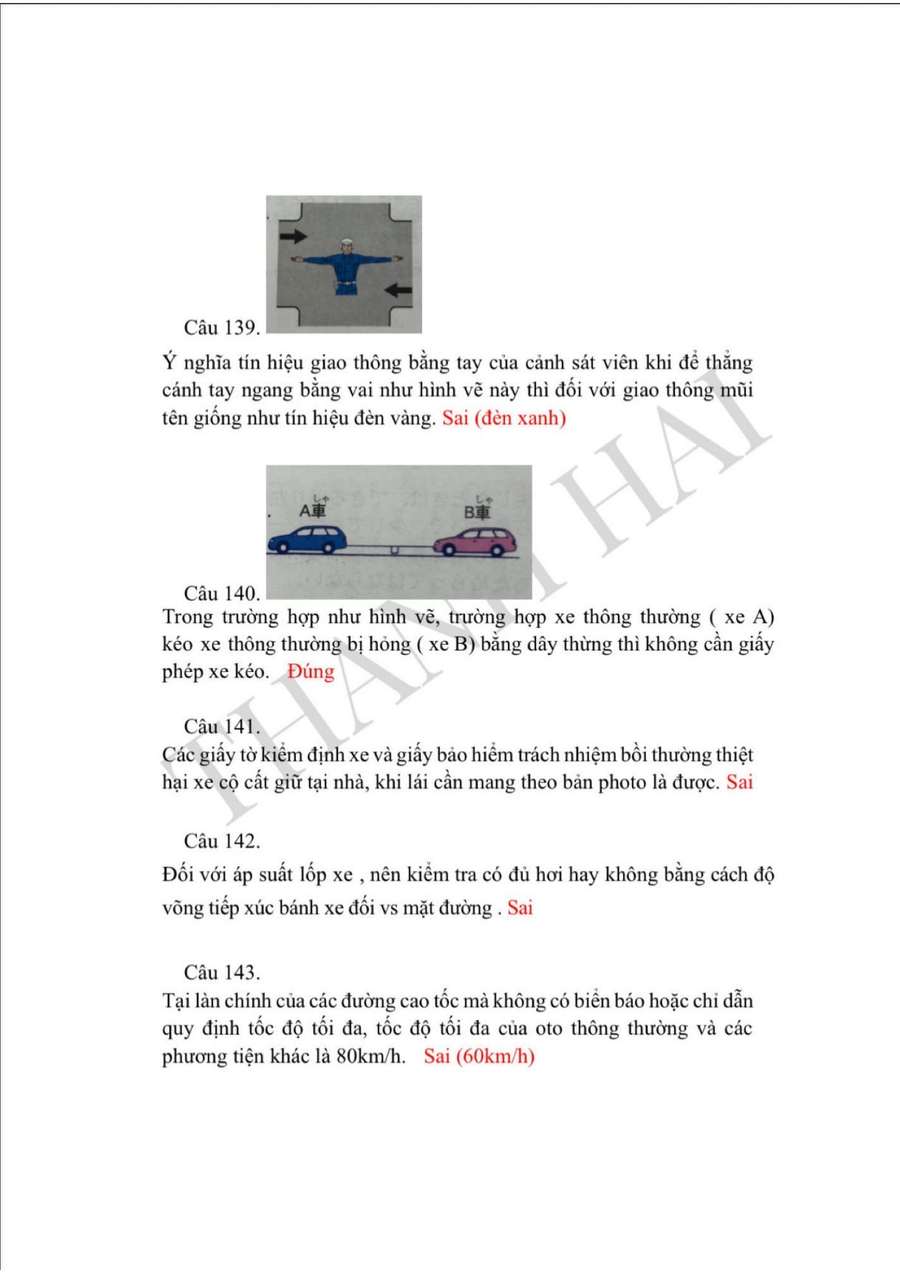 しゃ しゃ
A車 B車
Câu 139.
Ý nghĩa tín hiệu giao thông bằng tay của cảnh sát viên khi để thẳng
cánh tay ngang bằng vai như hình vẽ này thì đối với giao thông mũi
tên giống như tín hiệu đèn vàng. Sai (đèn xanh)
Câu 140.
Trong trường hợp như hình vẽ, trường hợp xe thông thường ( xe A)
kéo xe thông thường bị hỏng ( xe B) bằng dây thừng thì không cần giấy
phép xe kéo. Đúng
Câu 141.
Các giấy tờ kiểm định xe và giấy bảo hiểm trách nhiệm bồi thường thiệt
hại xe cộ cất giữ tại nhà, khi lái cần mang theo bản photo là được. Sai
Câu 142.
Đối với áp suất lốp xe , nên kiểm tra có đủ hơi hay không bằng cách độ
võng tiếp xúc bánh xe đối vs mặt đường . Sai
Câu 143.
Tại làn chính của các đường cao tốc mà không có biển báo hoặc chỉ dẫn
quy định tốc độ tối đa, tốc độ tối đa của oto thông thường và các
phương tiện khác là 80km/h. Sai (60km/h)
THANH HAI